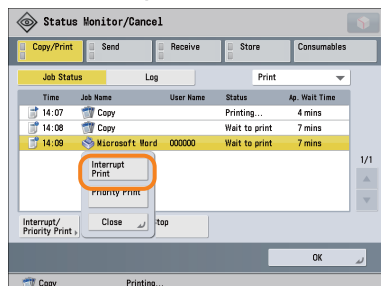 Status Monitor/Cancel
Copy/Print Send Receive Store Consumables
Job Status Log Print
Time Job Name User Name Status Ap. Wait Time
14:07 Copy Printing... 4 mins
14:08 Copy Wait to print 7 mins
14:09 Microsoft Word 000000 Wait to print 7 mins
1/1
Interrupt
Print
Priority Print
Close
Interrupt/
Priority Print
top
OK
Copy Printing...